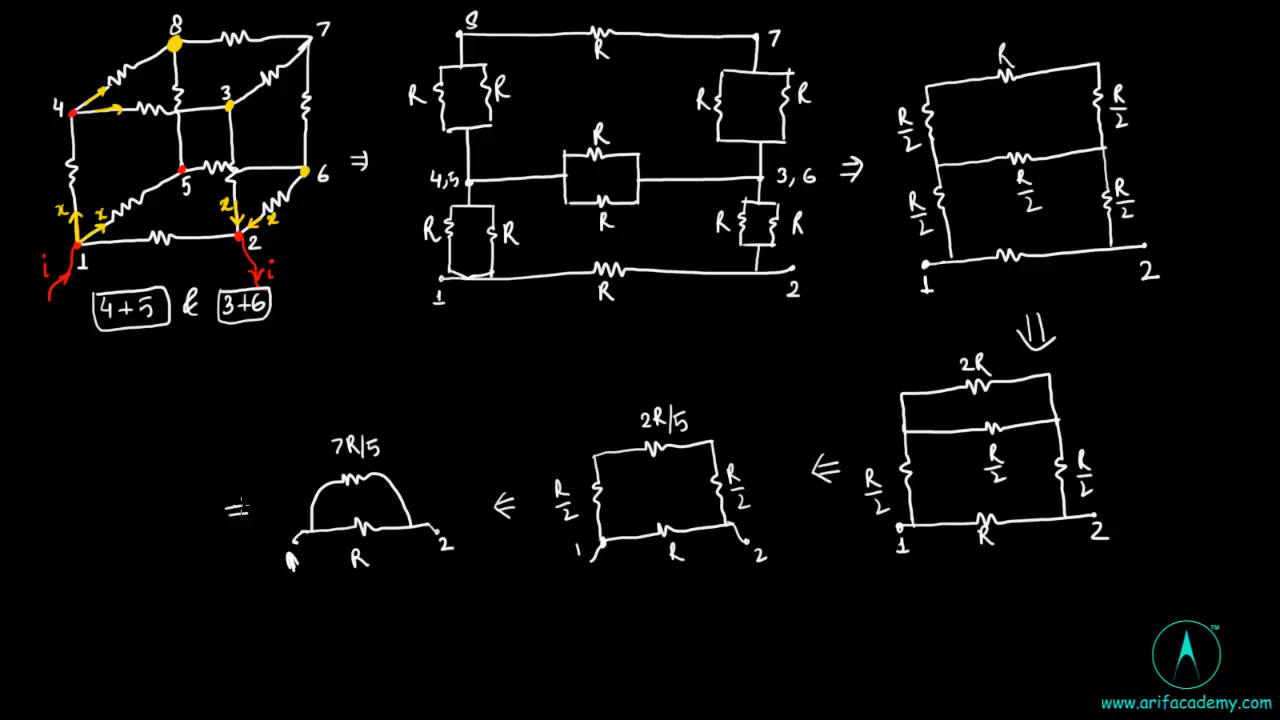 8
7
4
3
5
6
x
x
x
x
1
2
i
i
4+5 & 3+6
⇒
8
R
7
R R
R R
R
4,5
3,6
R
R R
R R
1
R
2
⇒
R
R/2
R/2
R/2
R/2
R/2
1
2
⇓
2R
R/2
R/2
R/2
1
R
2
⇐
2R/5
R/2
R/2
1
R
2
⇐
7R/5
R
2
=
TM
www.arifacademy.com